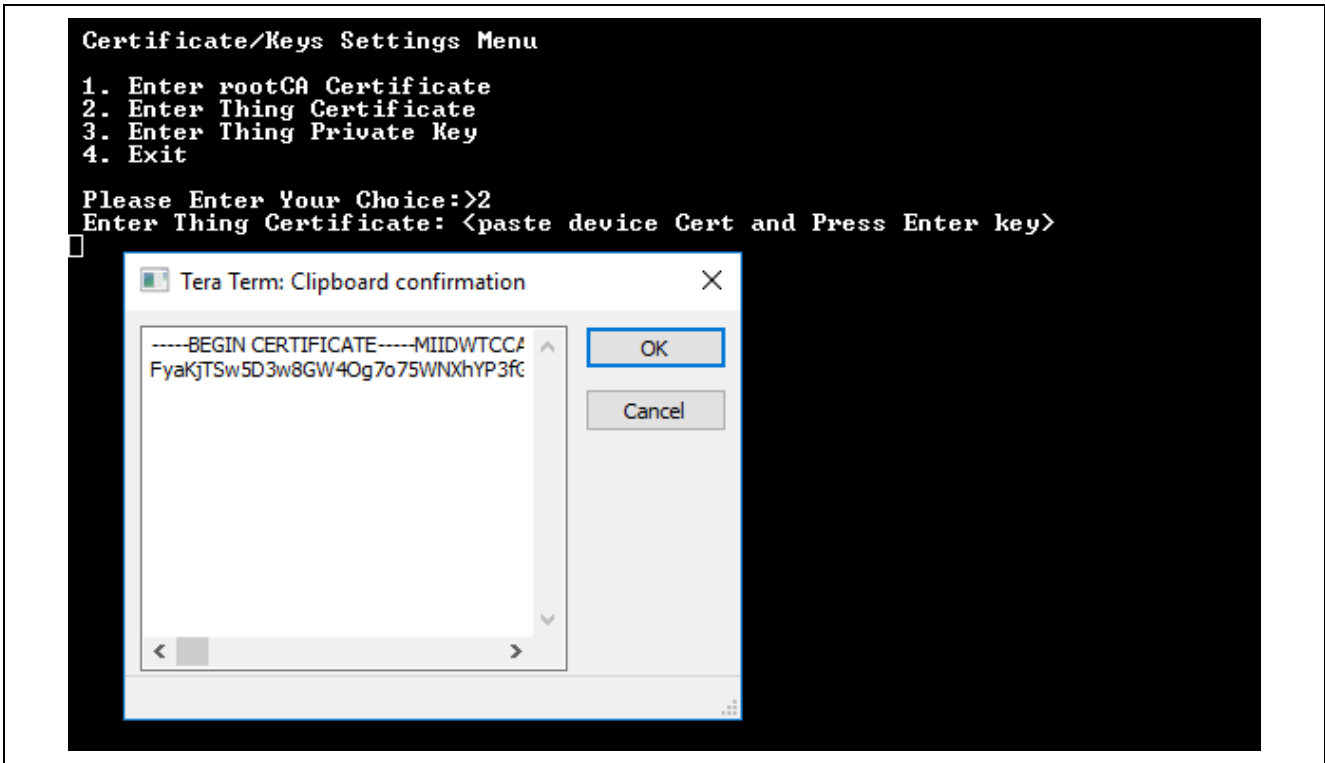 Certificate/Keys Settings Menu
1. Enter rootCA Certificate
2. Enter Thing Certificate
3. Enter Thing Private Key
4. Exit
Please Enter Your Choice:>2
Enter Thing Certificate: <paste device Cert and Press Enter key>
Tera Term: Clipboard confirmation
-----BEGIN CERTIFICATE-----MIIDWTCCA
FyaKjTSw5D3w8GW4Og7o75WNXhYP3fG
OK
Cancel